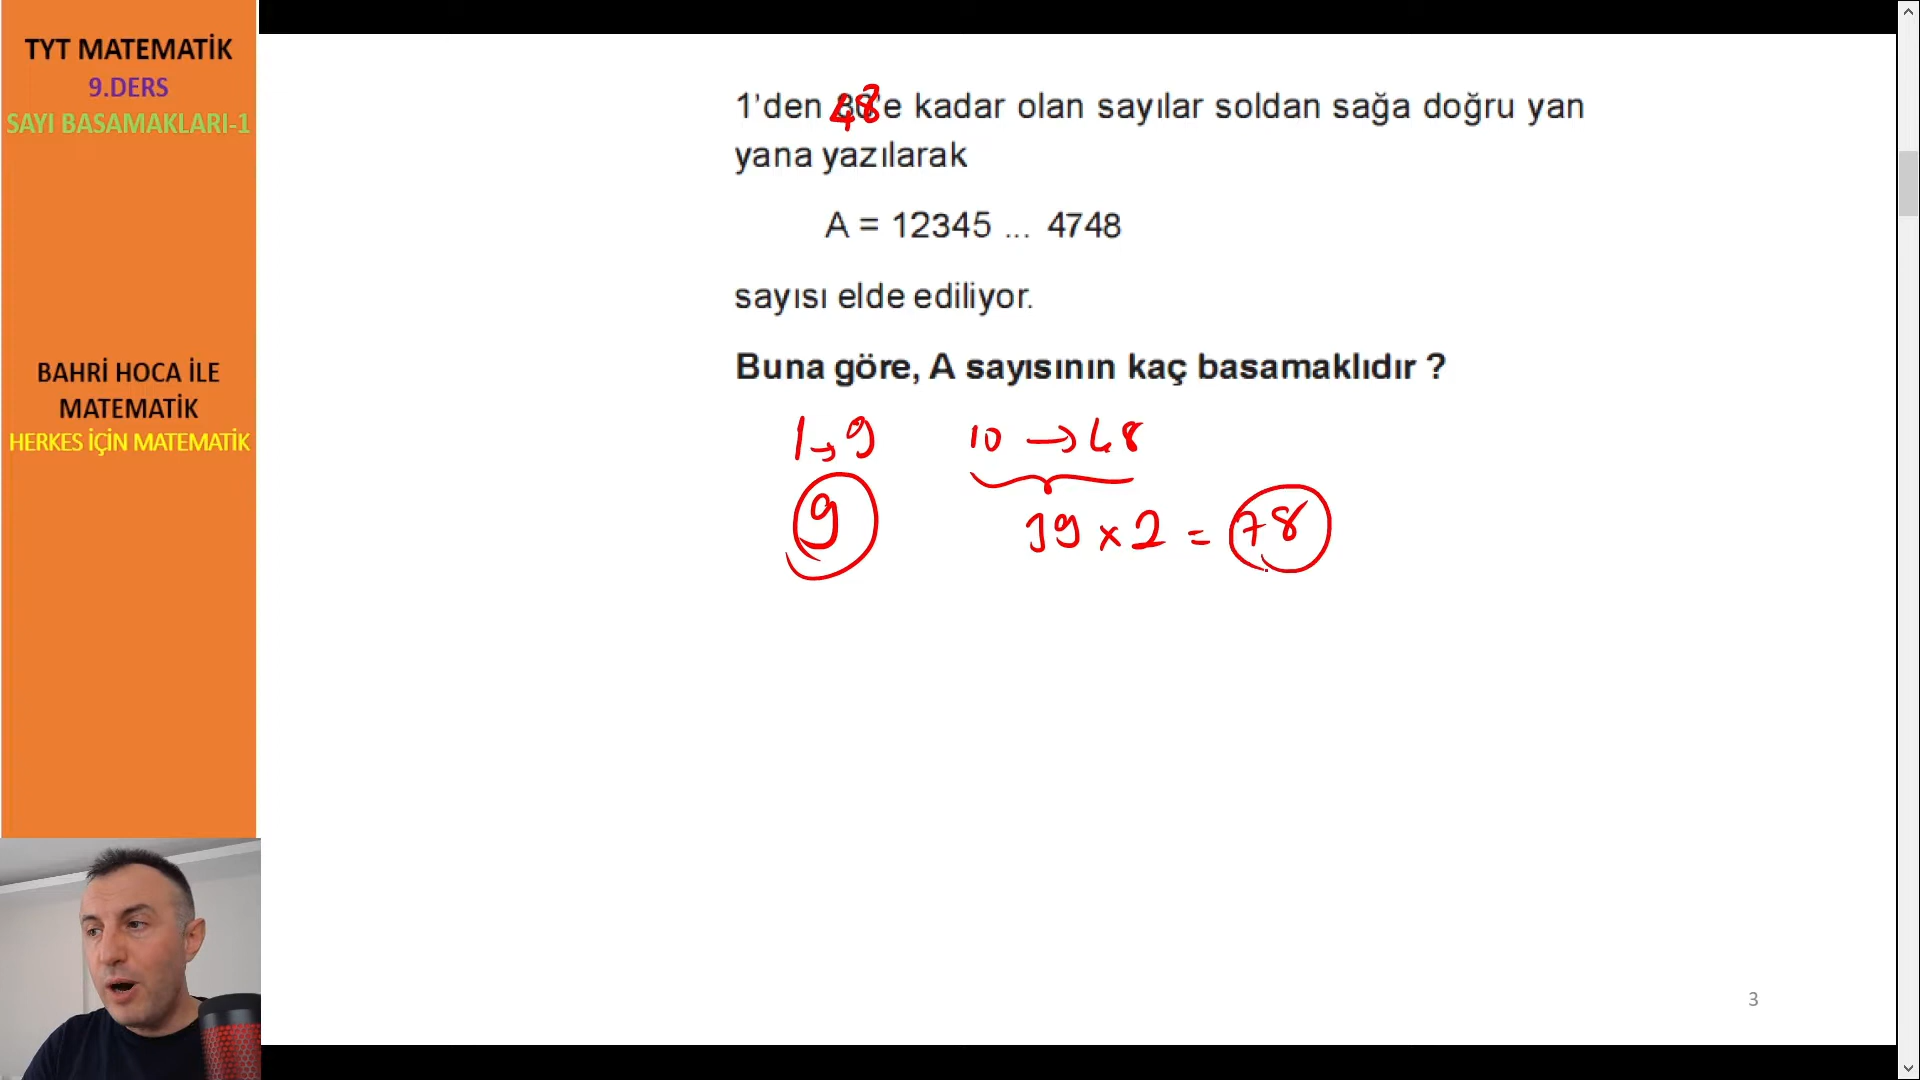 TYT MATEMATİK
9.DERS
SAYI BASAMAKLARI-1
BAHRİ HOCA İLE
MATEMATİK
HERKES İÇİN MATEMATİK
1'den 48'e kadar olan sayılar soldan sağa doğru yan
yana yazılarak
A = 12345 ... 4748
sayısı elde ediliyor.
Buna göre, A sayısının kaç basamaklıdır ?
1→9 10→48
9 39 x 2 = 78
3